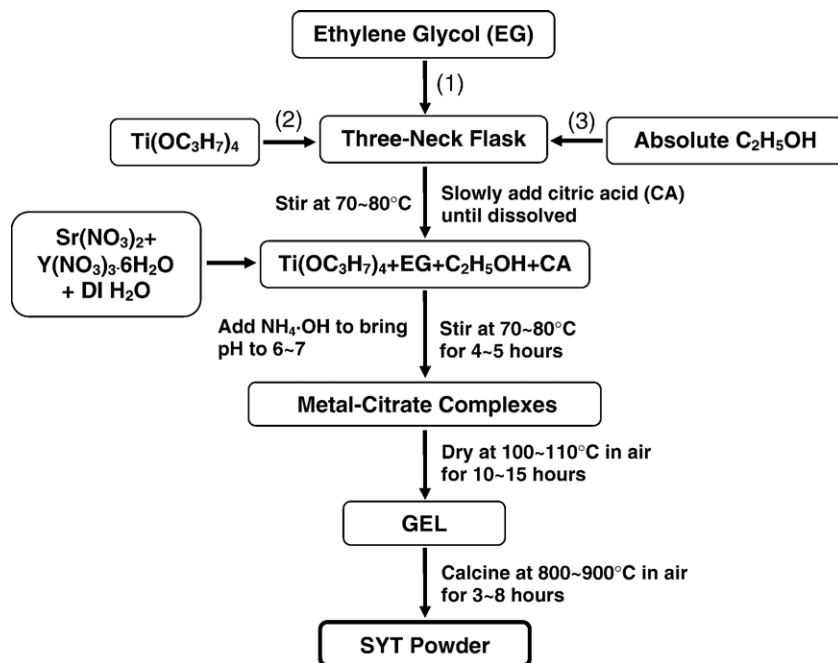 Ethylene Glycol (EG)
(1)
(2)
(3)
Ti(OC₃H₇)₄
Three-Neck Flask
Absolute C₂H₅OH
Stir at 70~80°C
Slowly add citric acid (CA)
until dissolved
Sr(NO₃)₂+
Y(NO₃)₃·6H₂O
+ DI H₂O
Ti(OC₃H₇)₄+EG+C₂H₅OH+CA
Add NH₄·OH to bring
pH to 6~7
Stir at 70~80°C
for 4~5 hours
Metal-Citrate Complexes
Dry at 100~110°C in air
for 10~15 hours
GEL
Calcine at 800~900°C in air
for 3~8 hours
SYT Powder